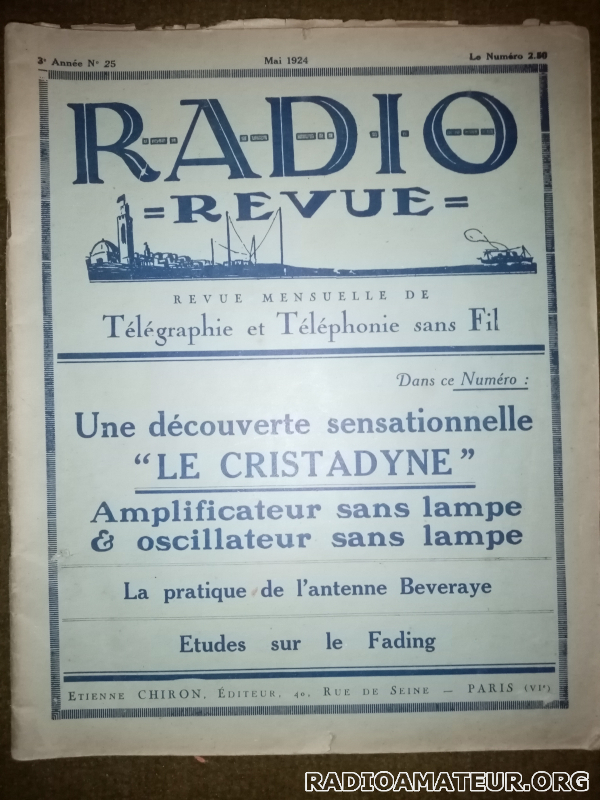 3e Année No 25 Mai 1924 Le Numéro 2.50
RADIO
=REVUE=
REVUE MENSUELLE DE
Télégraphie et Téléphonie sans Fil
Dans ce Numéro :
Une découverte sensationnelle
“LE CRISTADYNE”
Amplificateur sans lampe
& oscillateur sans lampe
La pratique de l'antenne Beveraye
Etudes sur le Fading
ETIENNE CHIRON, ÉDITEUR, 40, RUE DE SEINE — PARIS (VIe)
RADIOAMATEUR.ORG